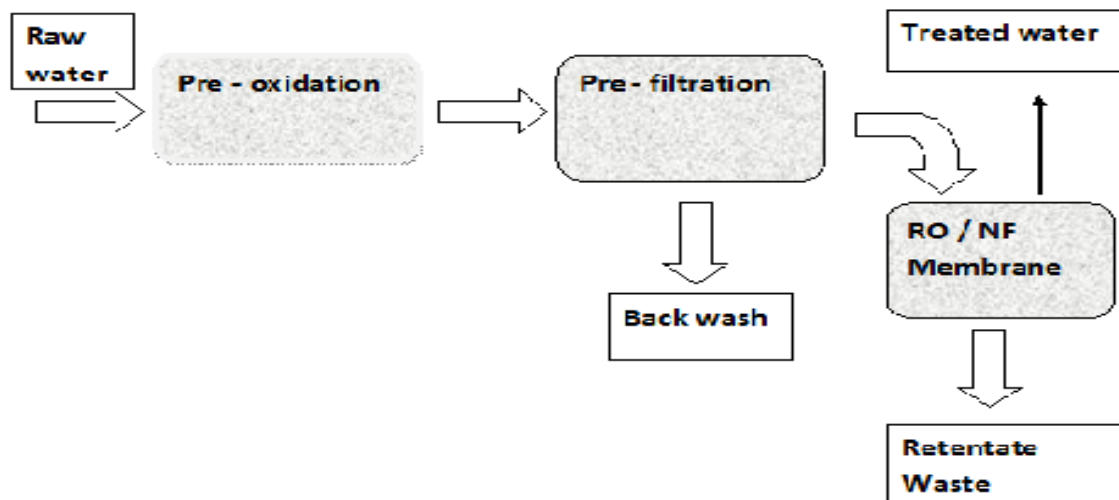 Raw
water
Pre - oxidation
Pre - filtration
Treated water
RO / NF
Membrane
Back wash
Retentate
Waste